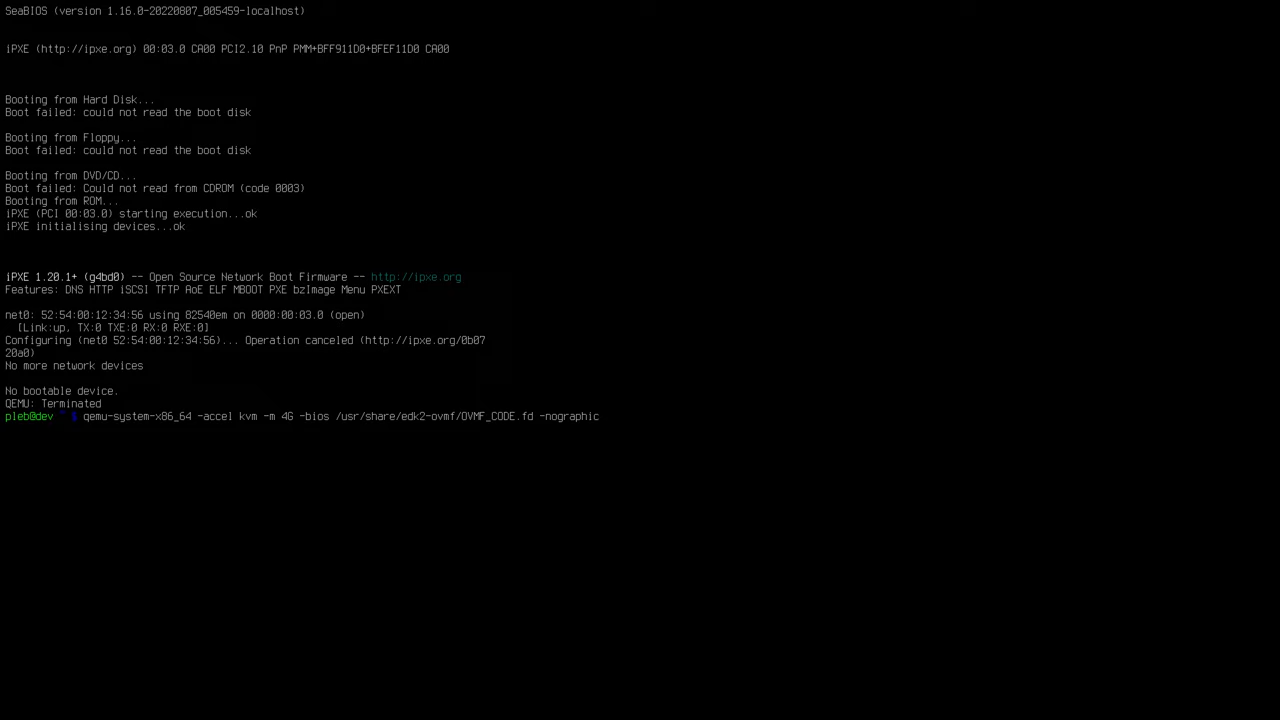 SeaBIOS (version 1.16.0-20220807_005459-localhost)
iPXE (http://ipxe.org) 00:03.0 CA00 PCI2.10 PnP PMM+BFF911D0+BFEF11D0 CA00
Booting from Hard Disk...
Boot failed: could not read the boot disk
Booting from Floppy...
Boot failed: could not read the boot disk
Booting from DVD/CD...
Boot failed: Could not read from CDROM (code 0003)
Booting from ROM...
iPXE (PCI 00:03.0) starting execution...ok
iPXE initialising devices...ok
iPXE 1.20.1+ (g4bd0) -- Open Source Network Boot Firmware -- http://ipxe.org
Features: DNS HTTP iSCSI TFTP AoE ELF MBOOT PXE bzImage Menu PXEXT
net0: 52:54:00:12:34:56 using 82540em on 0000:00:03.0 (open)
[Link:up, TX:0 TXE:0 RX:0 RXE:0]
Configuring (net0 52:54:00:12:34:56)... Operation canceled (http://ipxe.org/0b07
20a0)
No more network devices
No bootable device.
QEMU: Terminated
pleb@dev ~ $ qemu-system-x86_64 -accel kvm -m 4G -bios /usr/share/edk2-ovmf/OVMF_CODE.fd -nographic